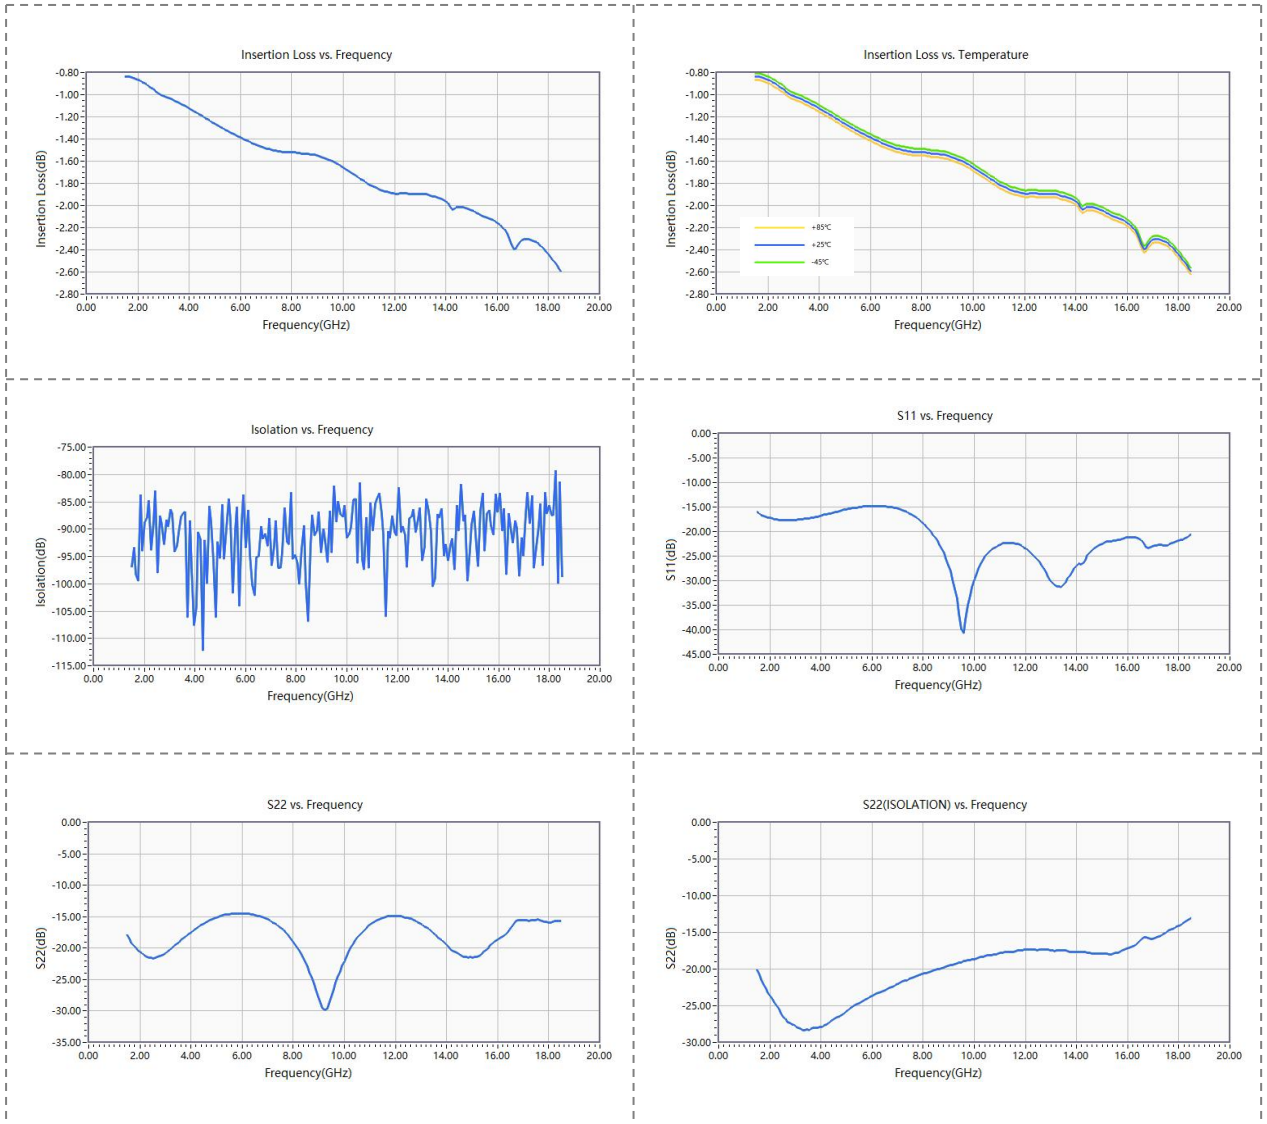 Insertion Loss vs. Frequency
-0.80
-1.00
-1.20
-1.40
-1.60
-1.80
-2.00
-2.20
-2.40
-2.60
-2.80
Insertion Loss(dB)
0.00 2.00 4.00 6.00 8.00 10.00 12.00 14.00 16.00 18.00 20.00
Frequency(GHz)
Insertion Loss vs. Temperature
-0.80
-1.00
-1.20
-1.40
-1.60
-1.80
-2.00
-2.20
-2.40
-2.60
-2.80
Insertion Loss(dB)
+85℃
+25℃
-45℃
0.00 2.00 4.00 6.00 8.00 10.00 12.00 14.00 16.00 18.00 20.00
Frequency(GHz)
Isolation vs. Frequency
-75.00
-80.00
-85.00
-90.00
-95.00
-100.00
-105.00
-110.00
-115.00
Isolation(dB)
0.00 2.00 4.00 6.00 8.00 10.00 12.00 14.00 16.00 18.00 20.00
Frequency(GHz)
S11 vs. Frequency
0.00
-5.00
-10.00
-15.00
-20.00
-25.00
-30.00
-35.00
-40.00
-45.00
S11(dB)
0.00 2.00 4.00 6.00 8.00 10.00 12.00 14.00 16.00 18.00 20.00
Frequency(GHz)
S22 vs. Frequency
0.00
-5.00
-10.00
-15.00
-20.00
-25.00
-30.00
-35.00
S22(dB)
0.00 2.00 4.00 6.00 8.00 10.00 12.00 14.00 16.00 18.00 20.00
Frequency(GHz)
S22(ISOLATION) vs. Frequency
0.00
-5.00
-10.00
-15.00
-20.00
-25.00
-30.00
S22(dB)
0.00 2.00 4.00 6.00 8.00 10.00 12.00 14.00 16.00 18.00 20.00
Frequency(GHz)